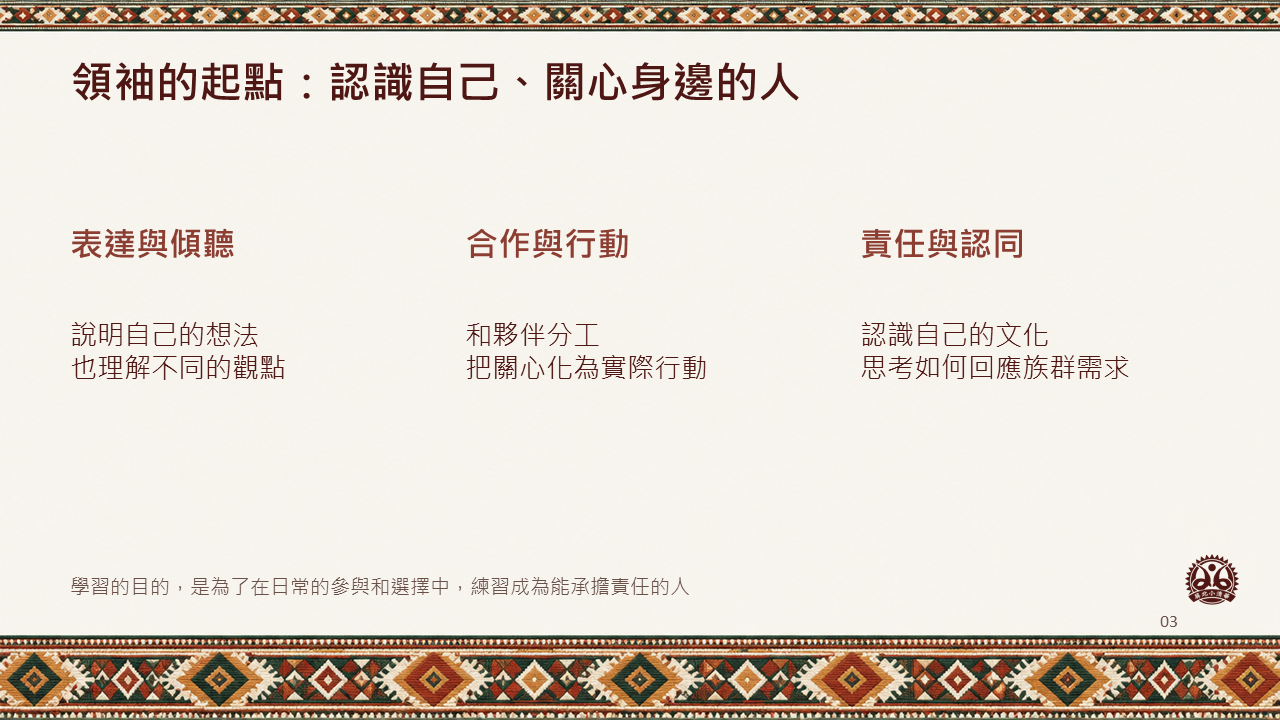 領袖的起點：認識自己、關心身邊的人
表達與傾聽
說明自己的想法
也理解不同的觀點
合作與行動
和夥伴分工
把關心化為實際行動
責任與認同
認識自己的文化
思考如何回應族群需求
學習的目的，是為了在日常的參與和選擇中，練習成為能承擔責任的人
03